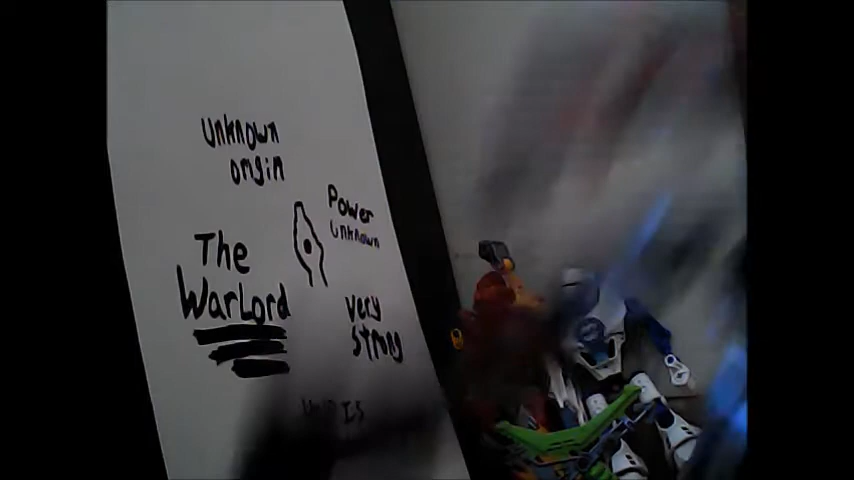 Unknown
origin
Power
Unknown
The
WarLord
Very
Strong